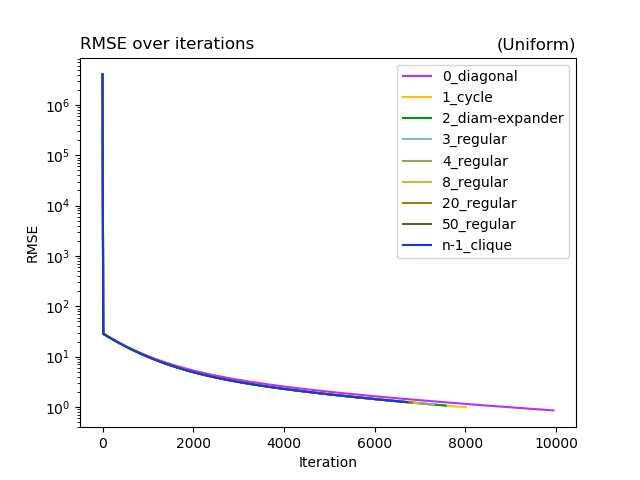 RMSE over iterations
(Uniform)
RMSE
10^6
10^5
10^4
10^3
10^2
10^1
10^0
0_diagonal
1_cycle
2_diam-expander
3_regular
4_regular
8_regular
20_regular
50_regular
n-1_clique
0 2000 4000 6000 8000 10000
Iteration